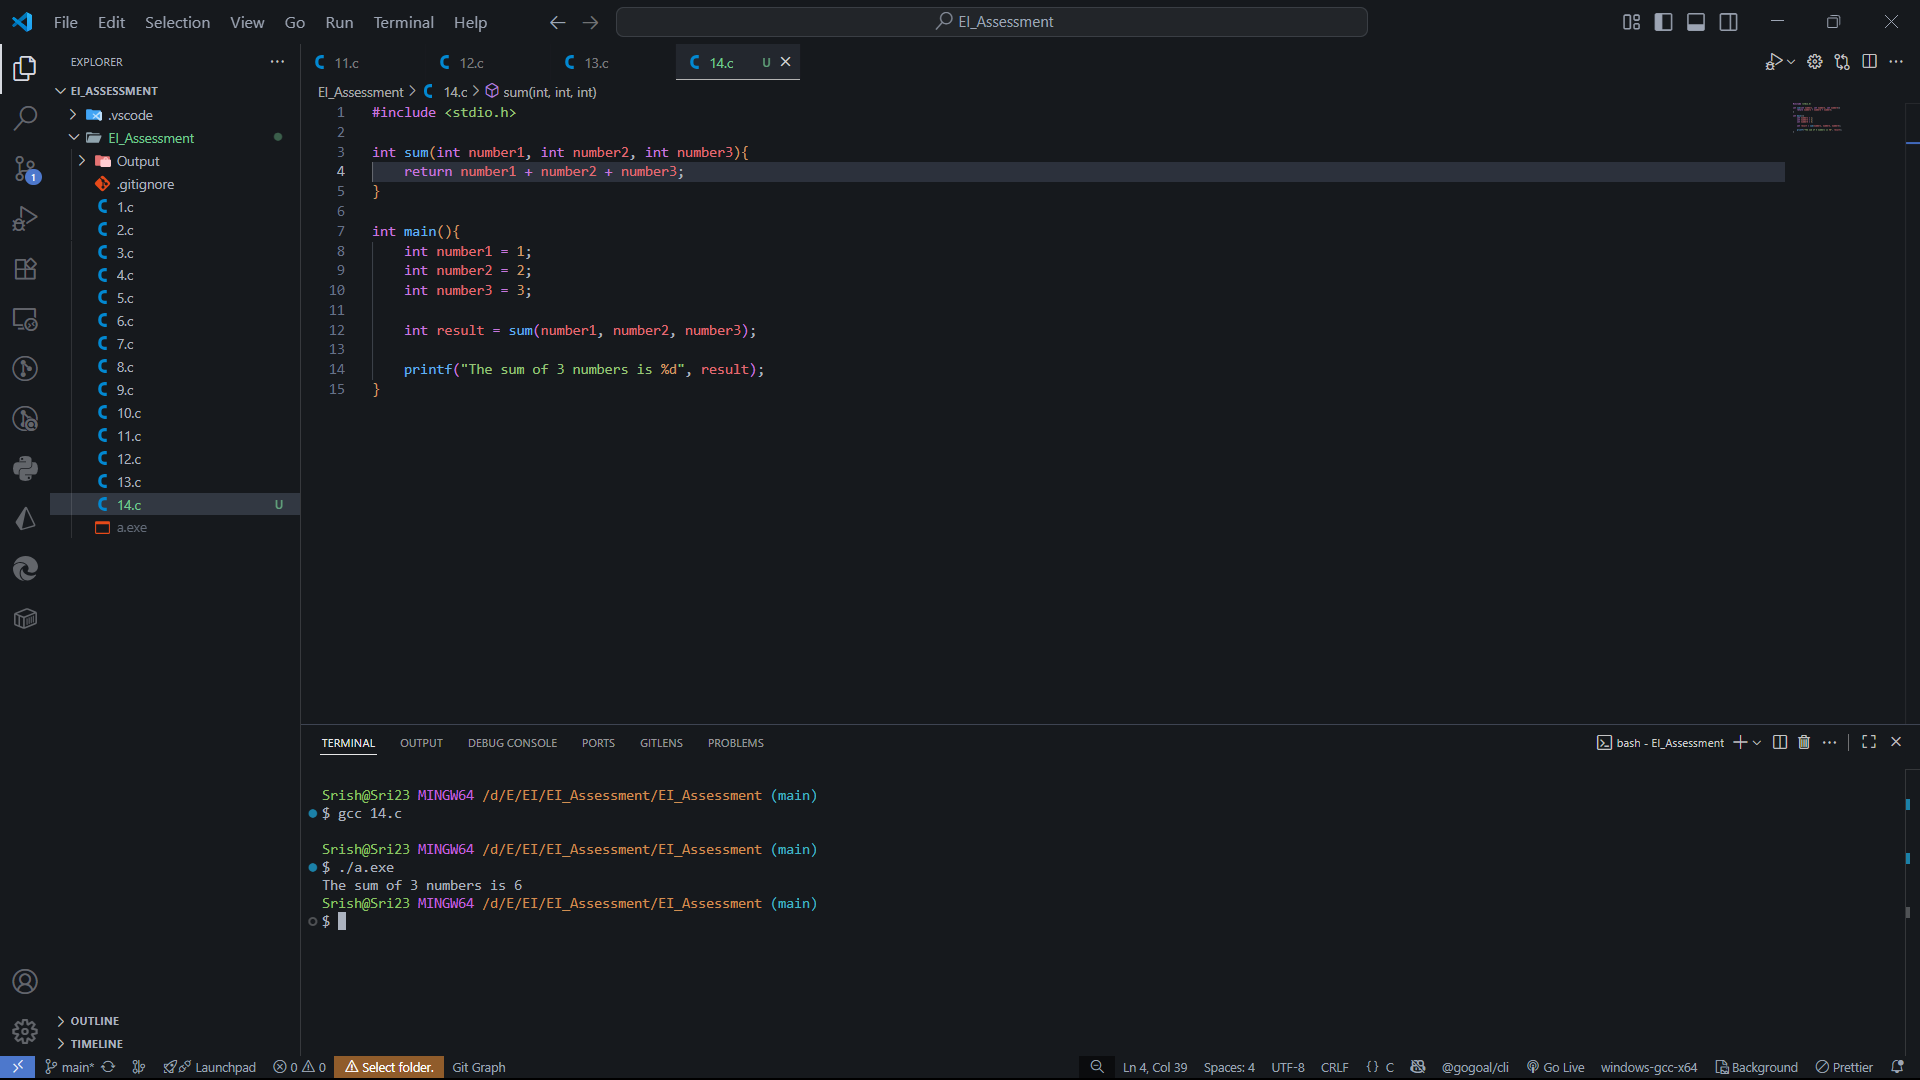 File Edit Selection View Go Run Terminal Help
EI_Assessment
EXPLORER
EI_ASSESSMENT
.vscode
EI_Assessment
Output
.gitignore
1.c
2.c
3.c
4.c
5.c
6.c
7.c
8.c
9.c
10.c
11.c
12.c
13.c
14.c U
a.exe
OUTLINE
TIMELINE
1
11.c 12.c 13.c 14.c U
EI_Assessment > 14.c > sum(int, int, int)
1 #include <stdio.h>
2
3 int sum(int number1, int number2, int number3){
4 return number1 + number2 + number3;
5 }
6
7 int main(){
8 int number1 = 1;
9 int number2 = 2;
10 int number3 = 3;
11
12 int result = sum(number1, number2, number3);
13
14 printf("The sum of 3 numbers is %d", result);
15 }
TERMINAL OUTPUT DEBUG CONSOLE PORTS GITLENS PROBLEMS
bash - EI_Assessment
Srish@Sri23 MINGW64 /d/E/EI/EI_Assessment/EI_Assessment (main)
$ gcc 14.c
Srish@Sri23 MINGW64 /d/E/EI/EI_Assessment/EI_Assessment (main)
$ ./a.exe
The sum of 3 numbers is 6
Srish@Sri23 MINGW64 /d/E/EI/EI_Assessment/EI_Assessment (main)
$
main* Launchpad 0 0 Select folder. Git Graph
Ln 4, Col 39 Spaces: 4 UTF-8 CRLF {} C @gogoal/cli Go Live windows-gcc-x64 Background Prettier